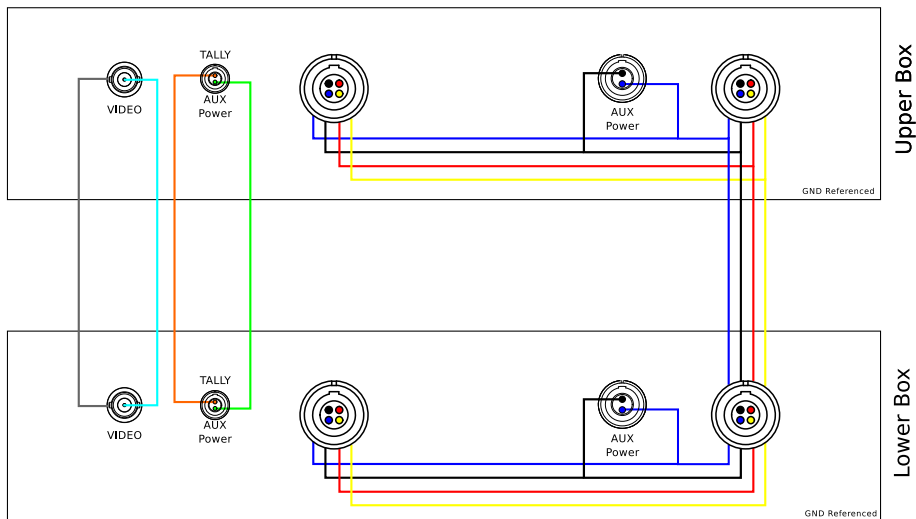 TALLY
VIDEO
AUX
Power
AUX
Power
Upper Box
GND Referenced
TALLY
VIDEO
AUX
Power
AUX
Power
Lower Box
GND Referenced